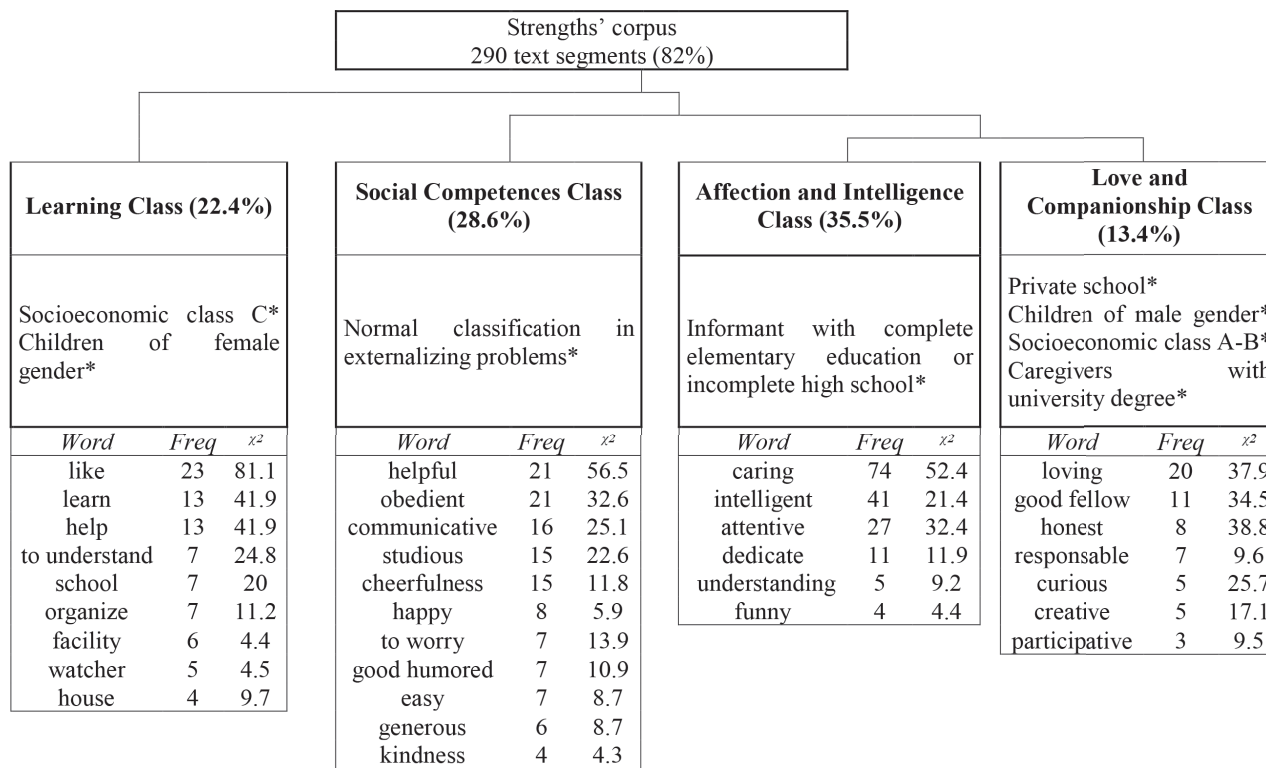 Strengths' corpus
290 text segments (82%)
Learning Class (22.4%)
Socioeconomic class C*
Children of female
gender*
Word Freq χ²
like 23 81.1
learn 13 41.9
help 13 41.9
to understand 7 24.8
school 7 20
organize 7 11.2
facility 6 4.4
watcher 5 4.5
house 4 9.7
Social Competences Class
(28.6%)
Normal classification in
externalizing problems*
Word Freq χ²
helpful 21 56.5
obedient 21 32.6
communicative 16 25.1
studious 15 22.6
cheerfulness 15 11.8
happy 8 5.9
to worry 7 13.9
good humored 7 10.9
easy 7 8.7
generous 6 8.7
kindness 4 4.3
Affection and Intelligence
Class (35.5%)
Informant with complete
elementary education or
incomplete high school*
Word Freq χ²
caring 74 52.4
intelligent 41 21.4
attentive 27 32.4
dedicate 11 11.9
understanding 5 9.2
funny 4 4.4
Love and
Companionship Class
(13.4%)
Private school*
Children of male gender*
Socioeconomic class A-B*
Caregivers with
university degree*
Word Freq χ²
loving 20 37.9
good fellow 11 34.5
honest 8 38.8
responsable 7 9.6
curious 5 25.7
creative 5 17.1
participative 3 9.5